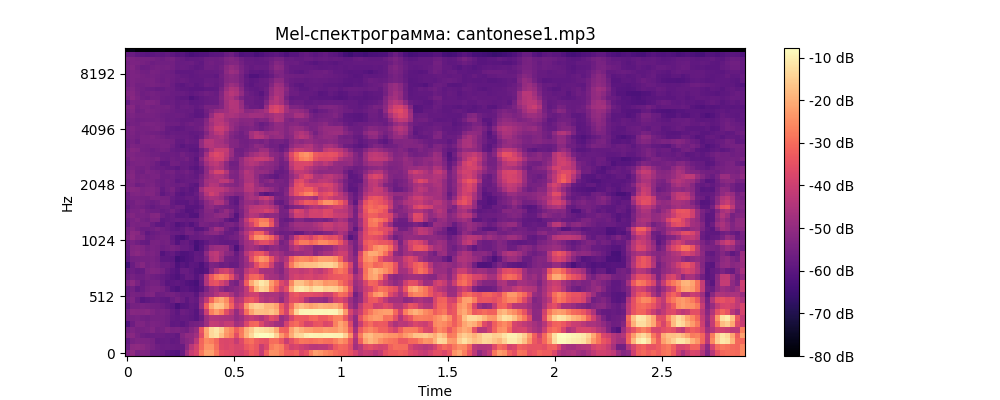 Mel-спектрограмма: cantonese1.mp3
8192
4096
2048
1024
512
0
Hz
0
0.5
1
1.5
2
2.5
Time
-10 dB
-20 dB
-30 dB
-40 dB
-50 dB
-60 dB
-70 dB
-80 dB